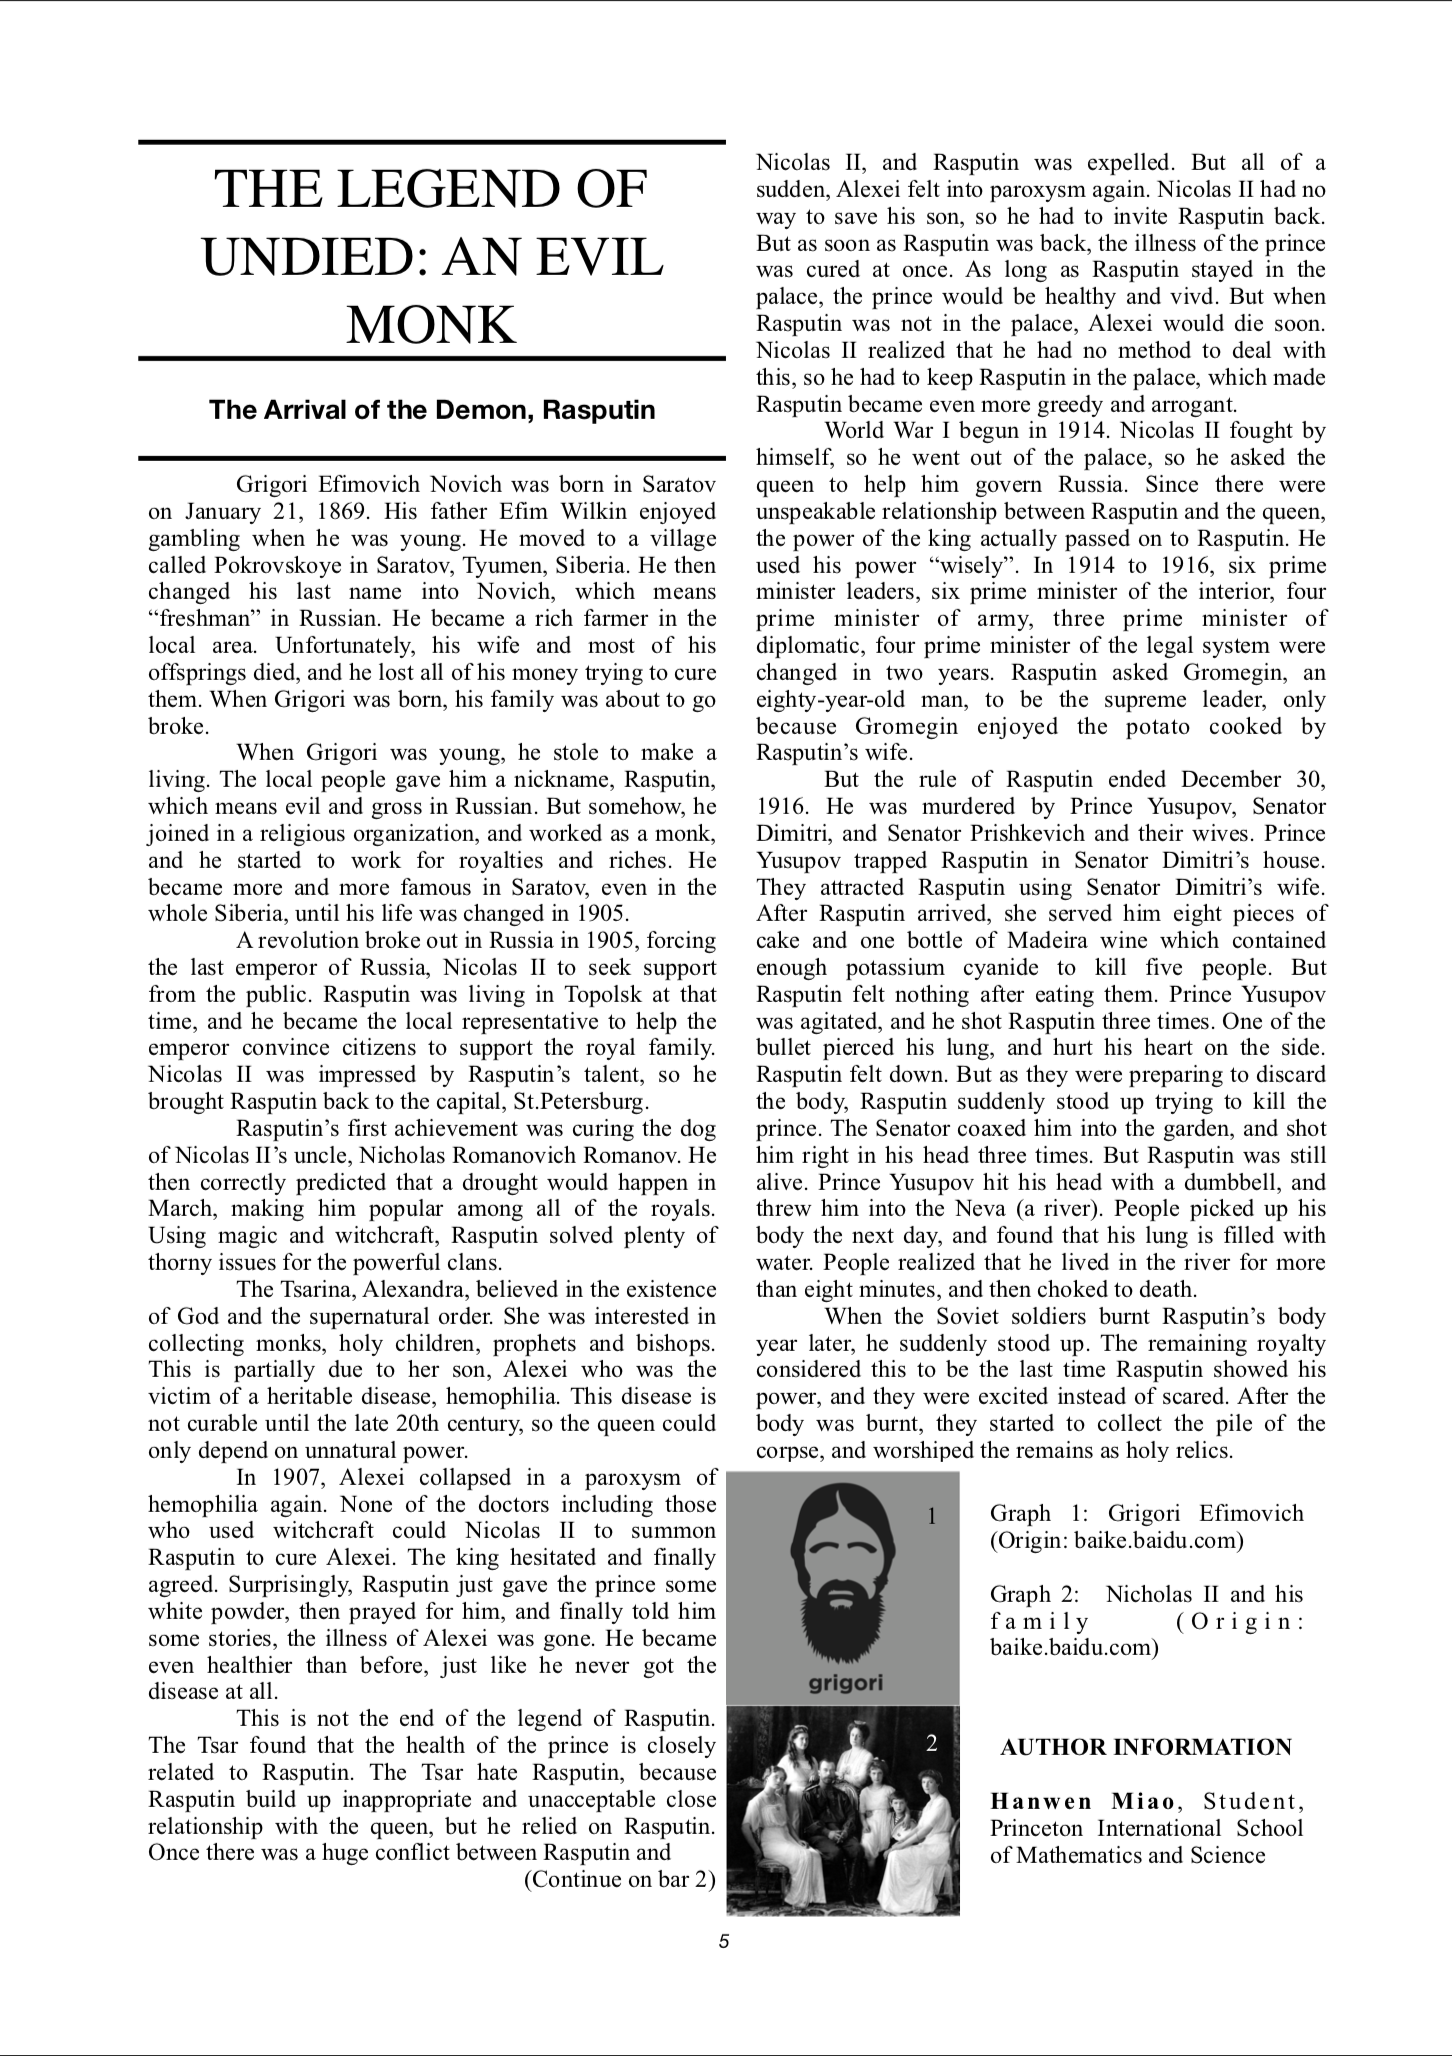 THE LEGEND OF
UNDIED: AN EVIL
MONK
The Arrival of the Demon, Rasputin
Grigori Efimovich Novich was born in Saratov
on January 21, 1869. His father Efim Wilkin enjoyed
gambling when he was young. He moved to a village
called Pokrovskoye in Saratov, Tyumen, Siberia. He then
changed his last name into Novich, which means
“freshman” in Russian. He became a rich farmer in the
local area. Unfortunately, his wife and most of his
offsprings died, and he lost all of his money trying to cure
them. When Grigori was born, his family was about to go
broke.
When Grigori was young, he stole to make a
living. The local people gave him a nickname, Rasputin,
which means evil and gross in Russian. But somehow, he
joined in a religious organization, and worked as a monk,
and he started to work for royalties and riches. He
became more and more famous in Saratov, even in the
whole Siberia, until his life was changed in 1905.
A revolution broke out in Russia in 1905, forcing
the last emperor of Russia, Nicolas II to seek support
from the public. Rasputin was living in Topolsk at that
time, and he became the local representative to help the
emperor convince citizens to support the royal family.
Nicolas II was impressed by Rasputin’s talent, so he
brought Rasputin back to the capital, St.Petersburg.
Rasputin’s first achievement was curing the dog
of Nicolas II’s uncle, Nicholas Romanovich Romanov. He
then correctly predicted that a drought would happen in
March, making him popular among all of the royals.
Using magic and witchcraft, Rasputin solved plenty of
thorny issues for the powerful clans.
The Tsarina, Alexandra, believed in the existence
of God and the supernatural order. She was interested in
collecting monks, holy children, prophets and bishops.
This is partially due to her son, Alexei who was the
victim of a heritable disease, hemophilia. This disease is
not curable until the late 20th century, so the queen could
only depend on unnatural power.
In 1907, Alexei collapsed in a paroxysm of
hemophilia again. None of the doctors including those
who used witchcraft could Nicolas II to summon
Rasputin to cure Alexei. The king hesitated and finally
agreed. Surprisingly, Rasputin just gave the prince some
white powder, then prayed for him, and finally told him
some stories, the illness of Alexei was gone. He became
even healthier than before, just like he never got the
disease at all.
This is not the end of the legend of Rasputin.
The Tsar found that the health of the prince is closely
related to Rasputin. The Tsar hate Rasputin, because
Rasputin build up inappropriate and unacceptable close
relationship with the queen, but he relied on Rasputin.
Once there was a huge conflict between Rasputin and
(Continue on bar 2)
Nicolas II, and Rasputin was expelled. But all of a
sudden, Alexei felt into paroxysm again. Nicolas II had no
way to save his son, so he had to invite Rasputin back.
But as soon as Rasputin was back, the illness of the prince
was cured at once. As long as Rasputin stayed in the
palace, the prince would be healthy and vivd. But when
Rasputin was not in the palace, Alexei would die soon.
Nicolas II realized that he had no method to deal with
this, so he had to keep Rasputin in the palace, which made
Rasputin became even more greedy and arrogant.
World War I begun in 1914. Nicolas II fought by
himself, so he went out of the palace, so he asked the
queen to help him govern Russia. Since there were
unspeakable relationship between Rasputin and the queen,
the power of the king actually passed on to Rasputin. He
used his power “wisely”. In 1914 to 1916, six prime
minister leaders, six prime minister of the interior, four
prime minister of army, three prime minister of
diplomatic, four prime minister of the legal system were
changed in two years. Rasputin asked Gromegin, an
eighty-year-old man, to be the supreme leader, only
because Gromegin enjoyed the potato cooked by
Rasputin’s wife.
But the rule of Rasputin ended December 30,
1916. He was murdered by Prince Yusupov, Senator
Dimitri, and Senator Prishkevich and their wives. Prince
Yusupov trapped Rasputin in Senator Dimitri’s house.
They attracted Rasputin using Senator Dimitri’s wife.
After Rasputin arrived, she served him eight pieces of
cake and one bottle of Madeira wine which contained
enough potassium cyanide to kill five people. But
Rasputin felt nothing after eating them. Prince Yusupov
was agitated, and he shot Rasputin three times. One of the
bullet pierced his lung, and hurt his heart on the side.
Rasputin felt down. But as they were preparing to discard
the body, Rasputin suddenly stood up trying to kill the
prince. The Senator coaxed him into the garden, and shot
him right in his head three times. But Rasputin was still
alive. Prince Yusupov hit his head with a dumbbell, and
threw him into the Neva (a river). People picked up his
body the next day, and found that his lung is filled with
water. People realized that he lived in the river for more
than eight minutes, and then choked to death.
When the Soviet soldiers burnt Rasputin’s body
year later, he suddenly stood up. The remaining royalty
considered this to be the last time Rasputin showed his
power, and they were excited instead of scared. After the
body was burnt, they started to collect the pile of the
corpse, and worshiped the remains as holy relics.
1
grigori
2
Graph 1: Grigori Efimovich
(Origin: baike.baidu.com)
Graph 2: Nicholas II and his
family (Origin:
baike.baidu.com)
AUTHOR INFORMATION
Hanwen Miao, Student,
Princeton International School
of Mathematics and Science
5